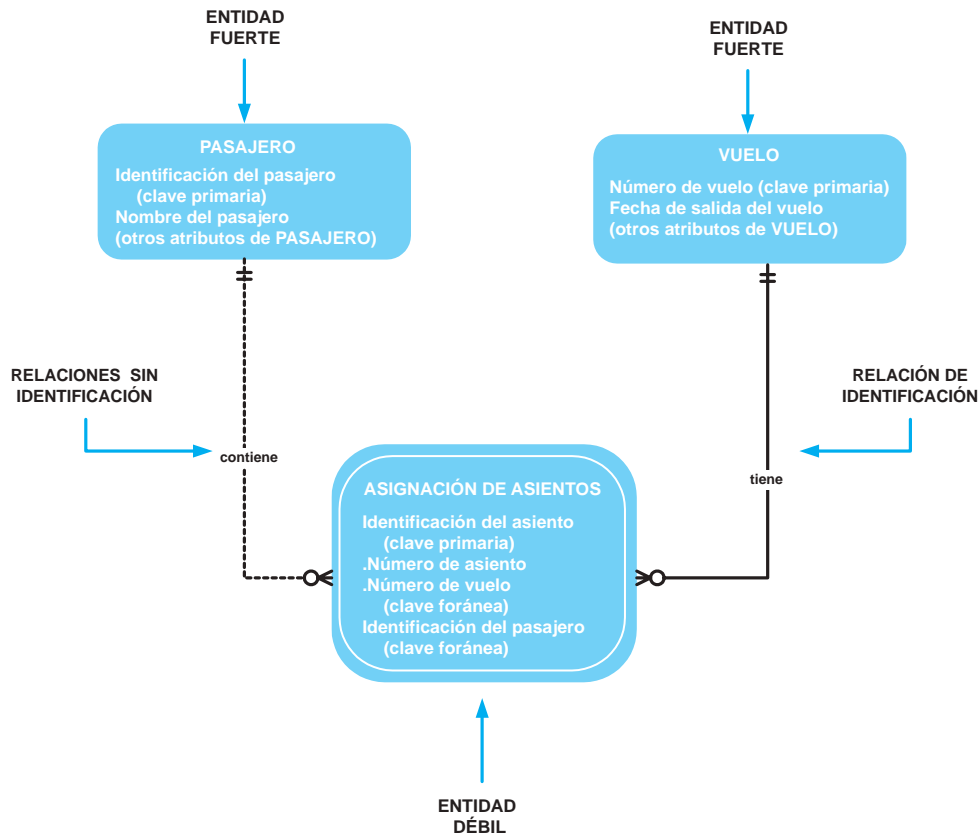 ENTIDAD
FUERTE
ENTIDAD
FUERTE
PASAJERO
Identificación del pasajero
(clave primaria)
Nombre del pasajero
(otros atributos de PASAJERO)
VUELO
Número de vuelo (clave primaria)
Fecha de salida del vuelo
(otros atributos de VUELO)
RELACIONES SIN
IDENTIFICACIÓN
RELACIÓN DE
IDENTIFICACIÓN
contiene
tiene
ASIGNACIÓN DE ASIENTOS
Identificación del asiento
(clave primaria)
.Número de asiento
.Número de vuelo
(clave foránea)
Identificación del pasajero
(clave foránea)
ENTIDAD
DÉBIL